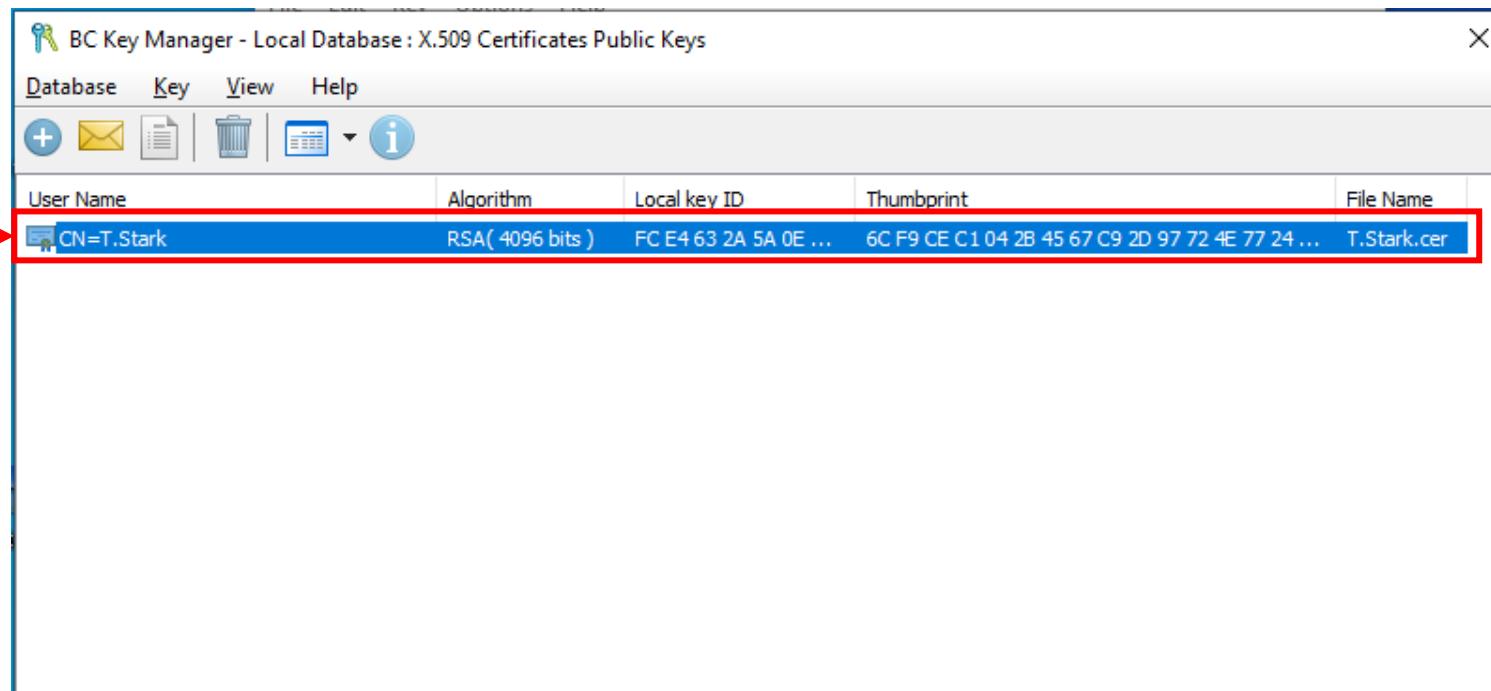 BC Key Manager - Local Database : X.509 Certificates Public Keys
Database Key View Help
User Name Algorithm Local key ID Thumbprint File Name
CN=T.Stark RSA( 4096 bits ) FC E4 63 2A 5A 0E ... 6C F9 CE C1 04 2B 45 67 C9 2D 97 72 4E 77 24 ... T.Stark.cer